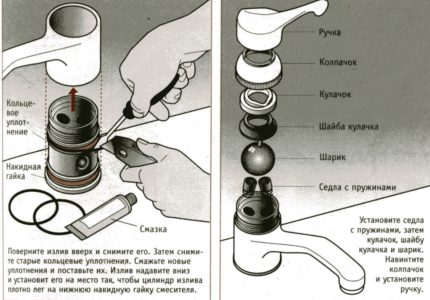 Кольце-
вое
уплот-
нение
Накидная
гайка
Смазка
Поверните излив вверх и снимите его. Затем сними-
те старые кольцевые уплотнения. Смажьте новые
уплотнения и поставьте их. Излив надавите вниз
и установит его на место так, чтобы цилиндр излива
плотно лег на нижнюю накидную гайку смесителя.
Ручка
Колпачок
Кулачок
Шайба кулачка
Шарик
Седла с пружинами
Установите седла
с пружинами, затем
кулачок, шайбу
кулачка и шарик.
Навинтите
колпачок
и установите
ручку.